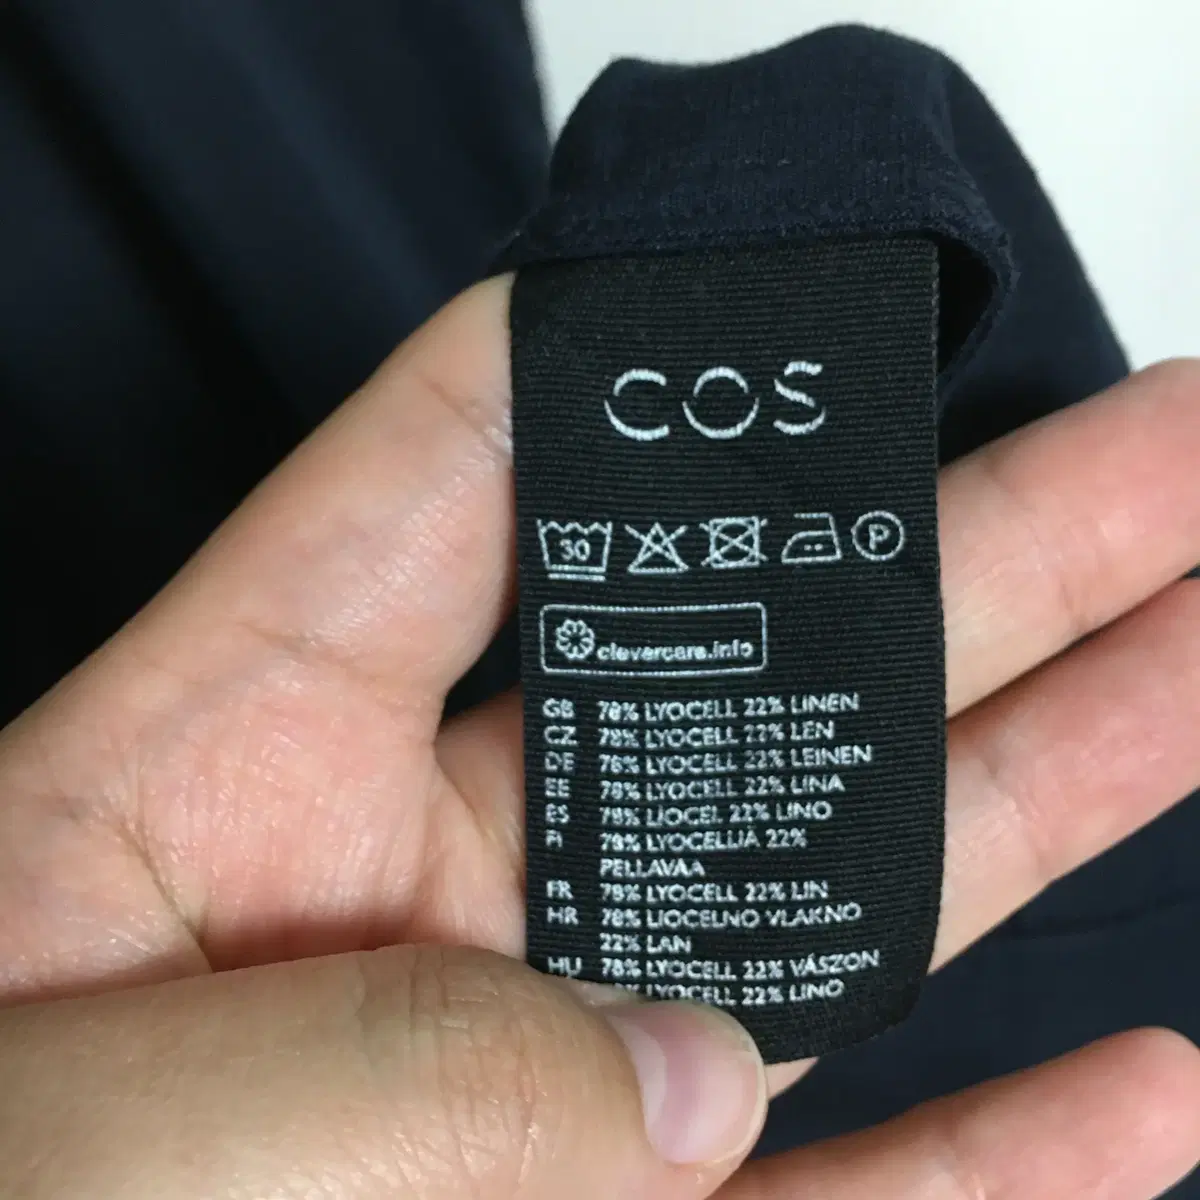 COS
30 P
clevercare.info
GB 78% LYOCELL 22% LINEN
CZ 78% LYOCELL 22% LEN
DE 78% LYOCELL 22% LEINEN
EE 78% LYOCELL 22% LINA
ES 78% LIOCEL 22% LINO
FI 78% LYOCELLIA 22%
PELLAVAA
FR 78% LYOCELL 22% LIN
HR 78% LIOCELNO VLAKNO
22% LAN
HU 78% LYOCELL 22% VÁSZON
LYOCELL 22% LINO